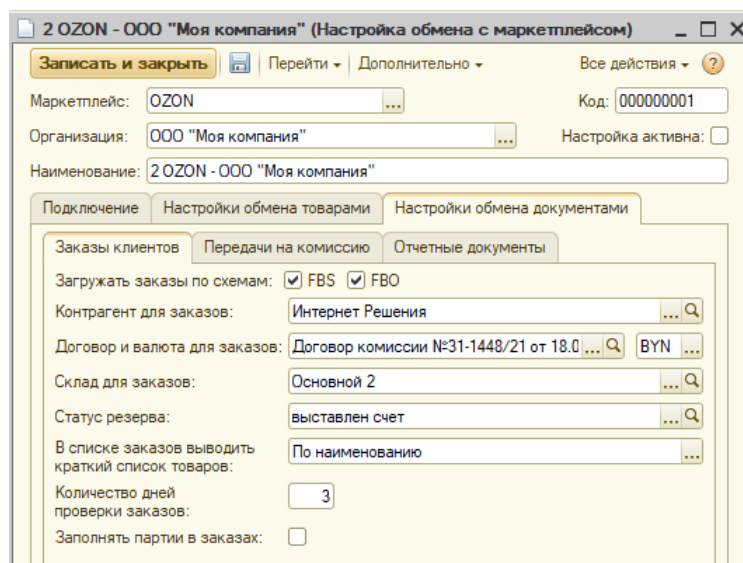 2 OZON - ООО "Моя компания" (Настройка обмена с маркетплейсом)
Записать и закрыть Перейти Дополнительно Все действия ?
Маркетплейс: OZON ... Код: 000000001
Организация: ООО "Моя компания" ... Настройка активна:
Наименование: 2 OZON - ООО "Моя компания"
Подключение Настройки обмена товарами Настройки обмена документами
Заказы клиентов Передачи на комиссию Отчетные документы
Загружать заказы по схемам: FBS FBO
Контрагент для заказов: Интернет Решения ...
Договор и валюта для заказов: Договор комиссии №31-1448/21 от 18.0 ... BYN ...
Склад для заказов: Основной 2 ...
Статус резерва: выставлен счет ...
В списке заказов выводить
краткий список товаров: По наименованию ...
Количество дней
проверки заказов: 3
Заполнять партии в заказах: